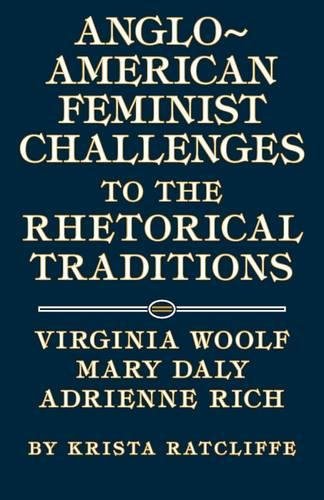 ANGLO~
AMERICAN
FEMINIST
CHALLENGES
TO THE
RHETORICAL
TRADITIONS
VIRGINIA WOOLF
MARY DALY
ADRIENNE RICH
BY KRISTA RATCLIFFE